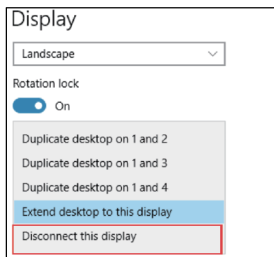 Display
Landscape
Rotation lock
On
Duplicate desktop on 1 and 2
Duplicate desktop on 1 and 3
Duplicate desktop on 1 and 4
Extend desktop to this display
Disconnect this display